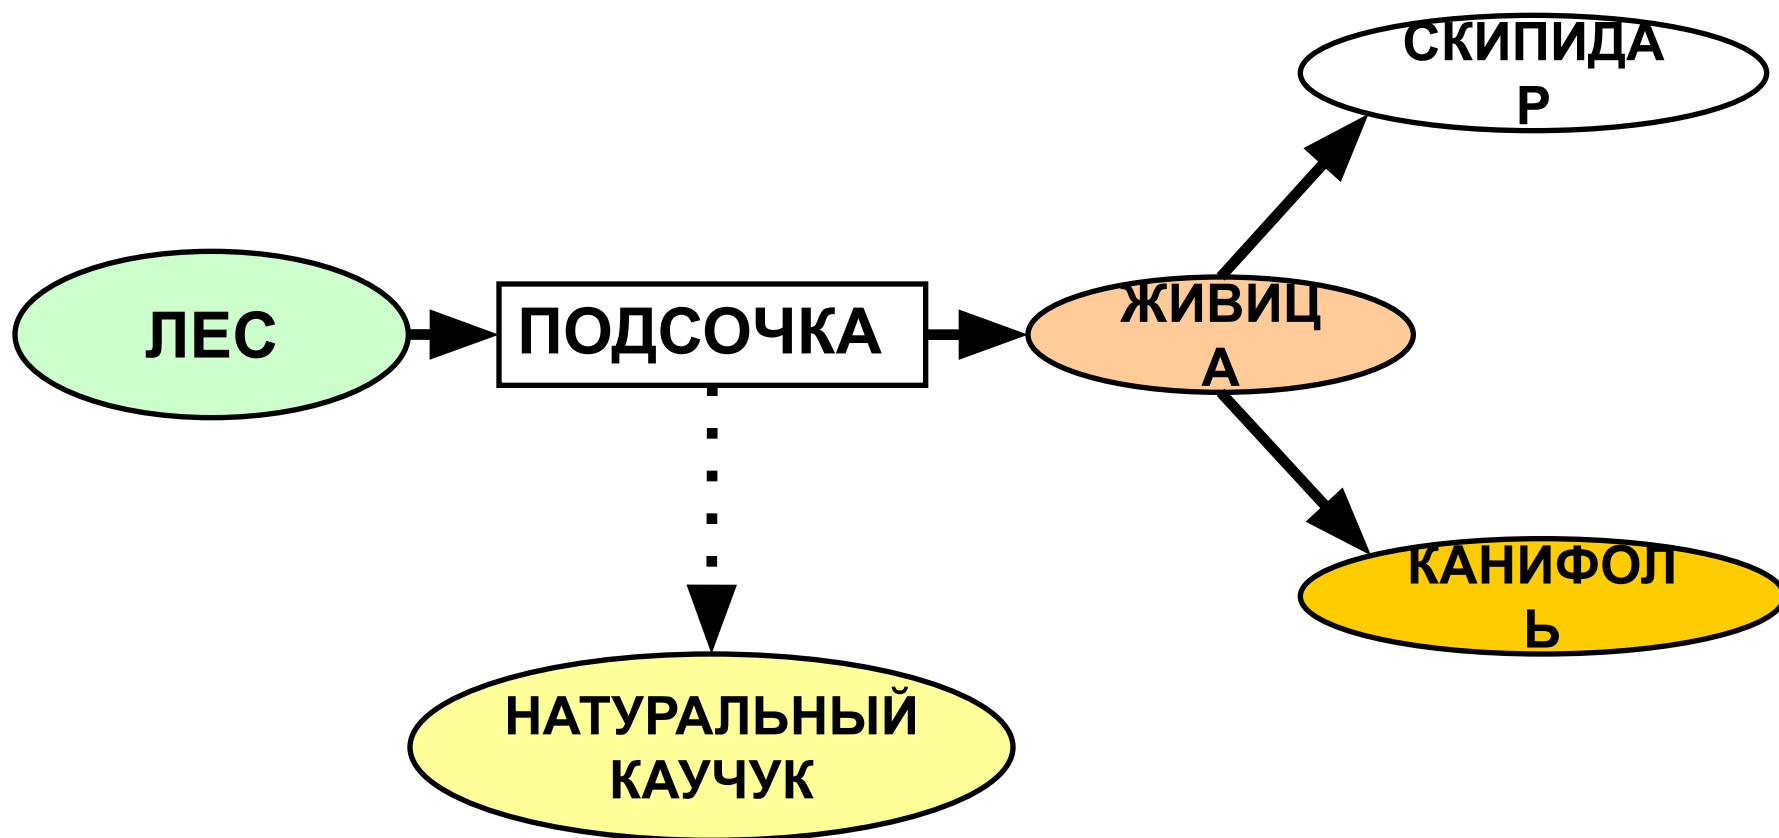 СКИПИДА
Р
ЛЕС
ПОДСОЧКА
ЖИВИЦ
А
КАНИФОЛ
Ь
НАТУРАЛЬНЫЙ
КАУЧУК